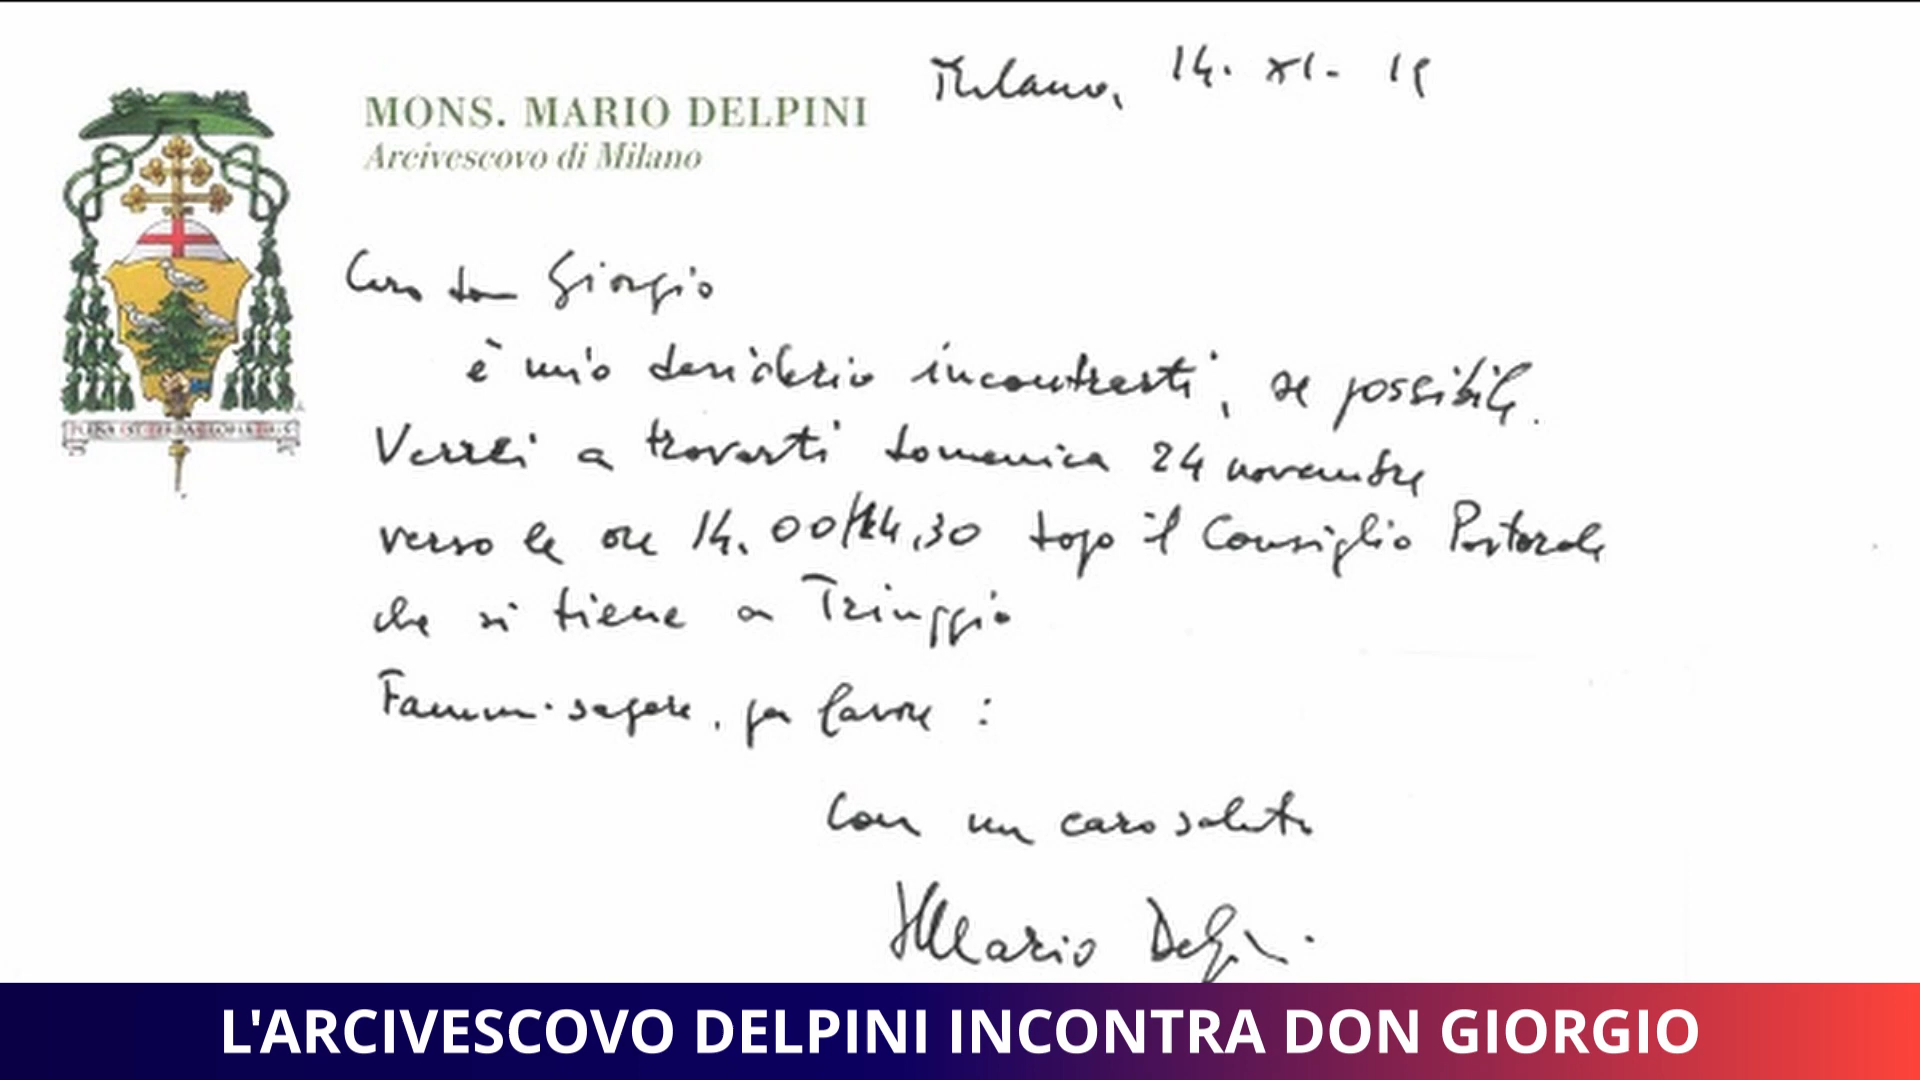 MONS. MARIO DELPINI
Arcivescovo di Milano
Milano, 14. XI. 19
Caro don Giorgio
è mio desiderio incontrarti, se possibile.
Verrei a trovarti domenica 24 novembre
verso le ore 14.00/14,30 dopo il Consiglio Pastorale
che si tiene a Triuggio
Fammi sapere, per favore :
Con un caro saluto
Mario Delpini
L'ARCIVESCOVO DELPINI INCONTRA DON GIORGIO